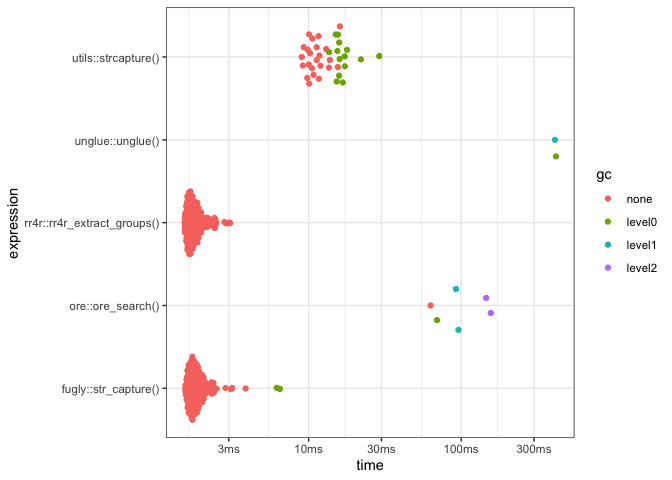 utils::strcapture()
unglue::unglue()
rr4r::rr4r_extract_groups()
ore::ore_search()
fugly::str_capture()
expression
3ms
10ms
30ms
100ms
300ms
time
gc
none
level0
level1
level2